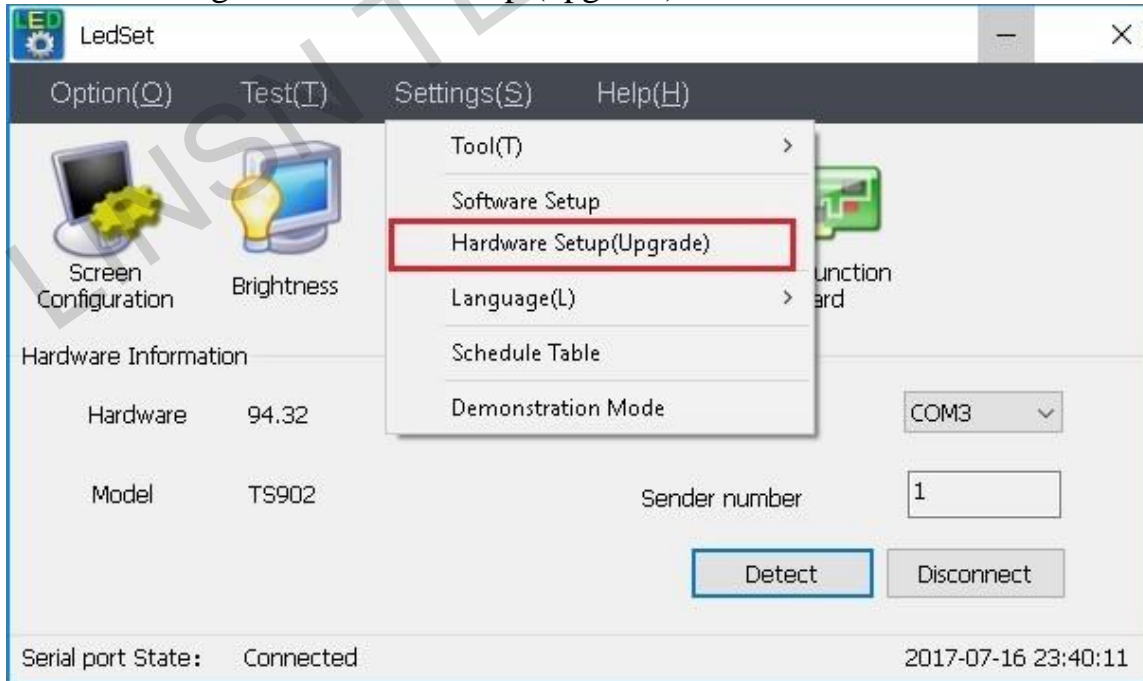 LedSet
Option(O) Test(T) Settings(S) Help(H)
Tool(T)
Software Setup
Hardware Setup(Upgrade)
Language(L)
Schedule Table
Demonstration Mode
Screen
Configuration
Brightness
Hardware Information
Hardware 94.32 COM3
Model TS902 Sender number 1
Detect Disconnect
Serial port State: Connected 2017-07-16 23:40:11
LED
LINSN